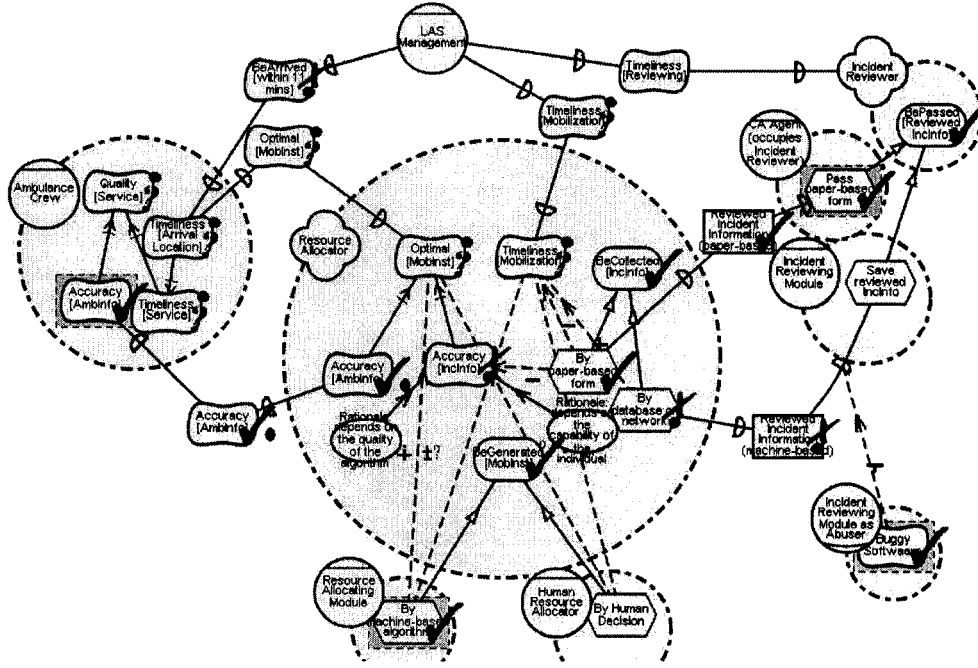 LAS
Management
BeArrived
[within 11
mins]
Timeliness
[Reviewing]
Incident
Reviewer
Timeliness
[Mobilization]
BePassed
[Reviewed
IncInfo]
Optimal
[MobInst]
CA Agent
(occupies
Incident
Reviewer)
Pass
paper-based
form
Ambulance
Crew
Quality
[Service]
Timeliness
[Arrival
Location]
Resource
Allocator
Optimal
[MobInst]
Timeliness
[Mobilization]
BeCollected
[IncInfo]
Reviewed
Incident
Information
(paper-based)
Incident
Reviewing
Module
Save
reviewed
IncInfo
Accuracy
[AmbInfo]
Timeliness
[Service]
Accuracy
[AmbInfo]
Accuracy
[IncInfo]
By
paper-based
form
By
database or
network
Accuracy
[AmbInfo]
Rationale:
depends on
the quality
of the
algorithm
+ ±?
Rationale:
depends on
the
capability of
the
individual
BeGenerated
[MobInst]
Reviewed
Incident
Information
(machine-based)
Incident
Reviewing
Module as
Abuser
Buggy
Software
Resource
Allocating
Module
By
machine-based
algorithm
Human
Resource
Allocator
By Human
Decision